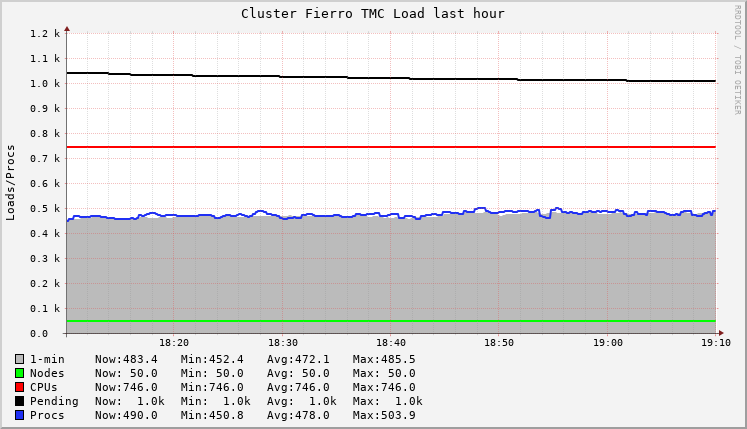 Cluster Fierro TMC Load last hour
RRDTOOL / TOBI OETIKER
Loads/Procs
1.2 k
1.1 k
1.0 k
0.9 k
0.8 k
0.7 k
0.6 k
0.5 k
0.4 k
0.3 k
0.2 k
0.1 k
0.0
18:20 18:30 18:40 18:50 19:00 19:10
1-min Now:483.4 Min:452.4 Avg:472.1 Max:485.5
Nodes Now: 50.0 Min: 50.0 Avg: 50.0 Max: 50.0
CPUs Now:746.0 Min:746.0 Avg:746.0 Max:746.0
Pending Now: 1.0k Min: 1.0k Avg: 1.0k Max: 1.0k
Procs Now:490.0 Min:450.8 Avg:478.0 Max:503.9